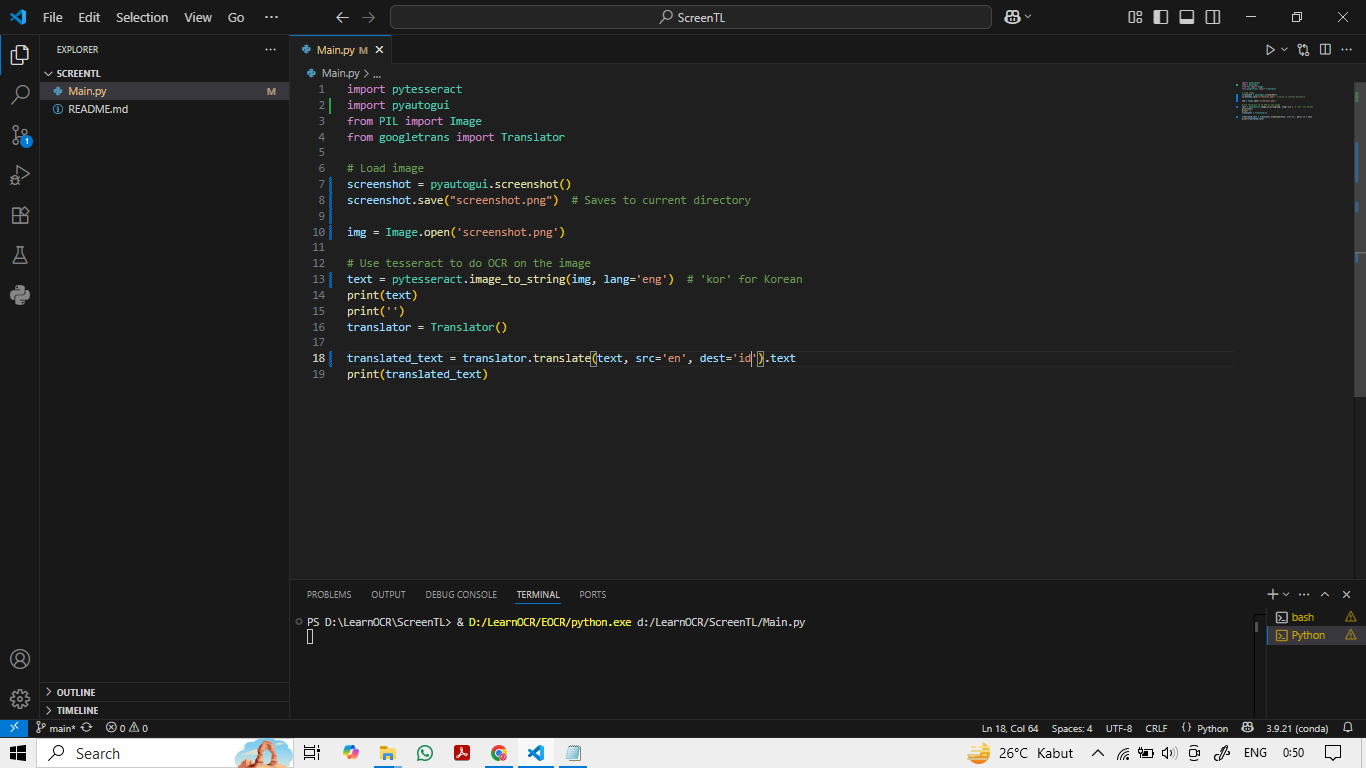 File Edit Selection View Go ··· ScreenTL
EXPLORER ···
SCREENTL
Main.py M
README.md
OUTLINE
TIMELINE
Main.py M
Main.py > ...
1 import pytesseract
2 import pyautogui
3 from PIL import Image
4 from googletrans import Translator
5
6 # Load image
7 screenshot = pyautogui.screenshot()
8 screenshot.save("screenshot.png")  # Saves to current directory
9
10 img = Image.open('screenshot.png')
11
12 # Use tesseract to do OCR on the image
13 text = pytesseract.image_to_string(img, lang='eng')  # 'kor' for Korean
14 print(text)
15 print('')
16 translator = Translator()
17
18 translated_text = translator.translate(text, src='en', dest='id').text
19 print(translated_text)
PROBLEMS OUTPUT DEBUG CONSOLE TERMINAL PORTS
PS D:\LearnOCR\ScreenTL> & D:/LearnOCR/EOCR/python.exe d:/LearnOCR/ScreenTL/Main.py
bash
Python
1
main* 0 0 Ln 18, Col 64 Spaces: 4 UTF-8 CRLF { } Python 3.9.21 (conda)
Search 26°C Kabut ENG 0:50